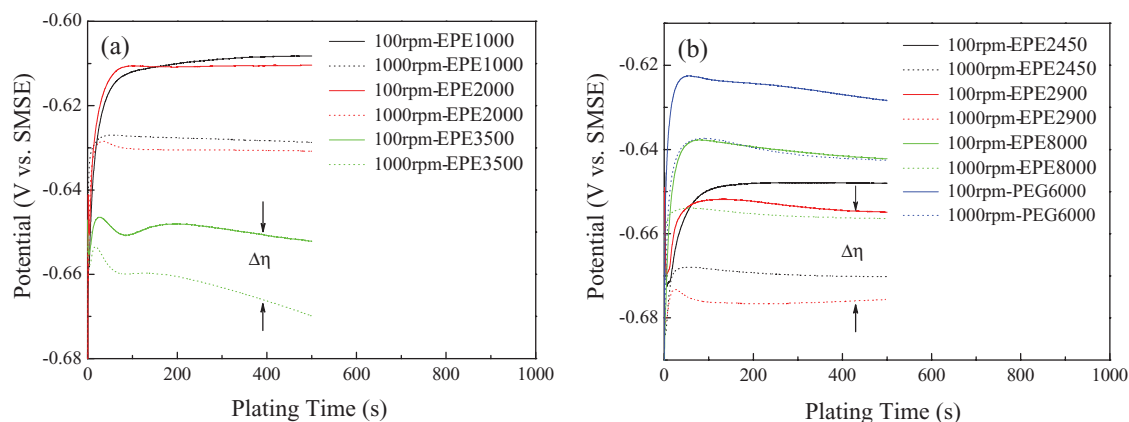 (a)
100rpm-EPE1000
1000rpm-EPE1000
100rpm-EPE2000
1000rpm-EPE2000
100rpm-EPE3500
1000rpm-EPE3500
Δη
-0.60
-0.62
-0.64
-0.66
-0.68
Potential (V vs. SMSE)
0 200 400 600 800 1000
Plating Time (s)
(b)
100rpm-EPE2450
1000rpm-EPE2450
100rpm-EPE2900
1000rpm-EPE2900
100rpm-EPE8000
1000rpm-EPE8000
100rpm-PEG6000
1000rpm-PEG6000
Δη
-0.62
-0.64
-0.66
-0.68
Potential (V vs. SMSE)
0 200 400 600 800 1000
Plating Time (s)